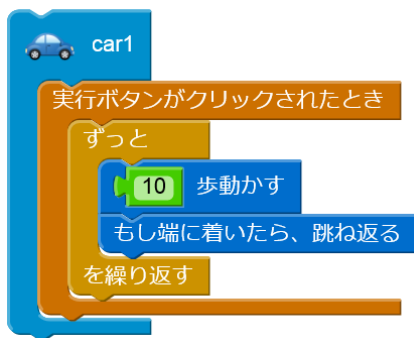 car1
実行ボタンがクリックされたとき
ずっと
10 歩動かす
もし端に着いたら、跳ね返る
を繰り返す